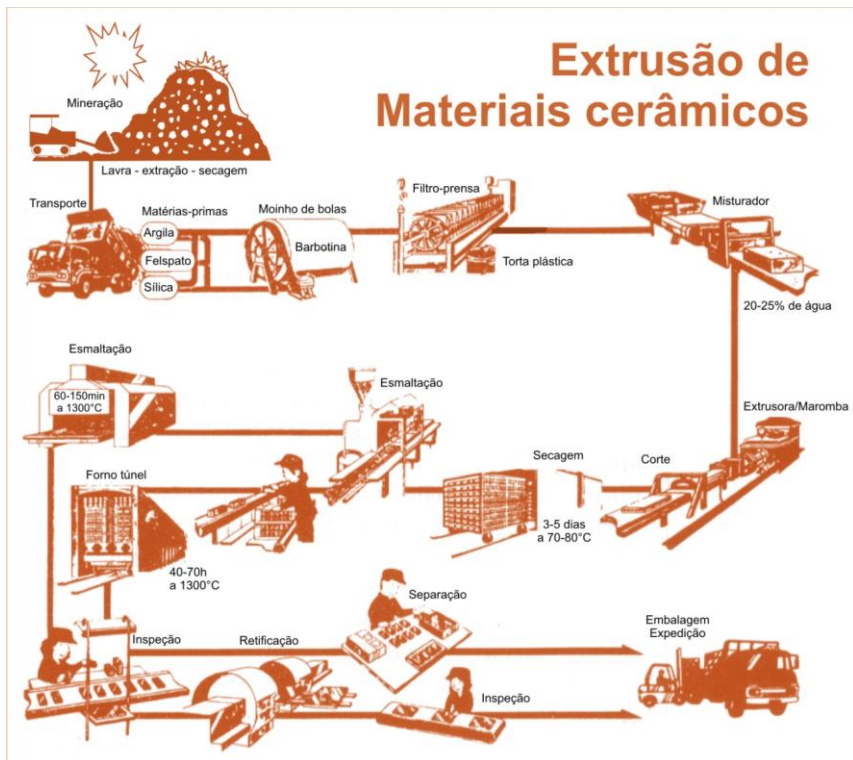 Extrusão de
Materiais cerâmicos
Mineração
Lavra - extração - secagem
Transporte
Matérias-primas
Argila
Felspato
Sílica
Moinho de bolas
Barbotina
Filtro-prensa
Torta plástica
Misturador
20-25% de água
Extrusora/Maromba
Corte
Secagem
3-5 dias
a 70-80°C
Esmaltação
Esmaltação
60-150min
a 1300°C
Forno túnel
40-70h
a 1300°C
Inspeção
Retificação
Separação
Inspeção
Embalagem
Expedição